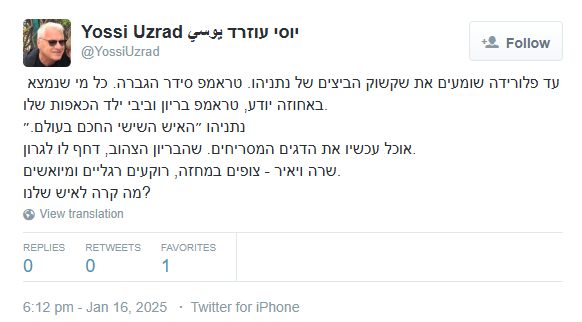 Yossi Uzrad يوسي יוסי עוזרד
@YossiUzrad
Follow
עד פלורידה שומעים את שקשוק הביצים של נתניהו. טראמפ סידר הגברה. כל מי שנמצא
באחוזה יודע, טראמפ בריון וביבי ילד הכאפות שלו.
נתניהו ״האיש השישי החכם בעולם.״
אוכל עכשיו את הדגים המסריחים. שהבריון הצהוב, דחף לו לגרון.
שרה ויאיר - צופים במחזה, רוקעים רגליים ומיואשים.
מה קרה לאיש שלנו?
View translation
REPLIES RETWEETS FAVORITES
0 0 1
6:12 pm - Jan 16, 2025 · Twitter for iPhone